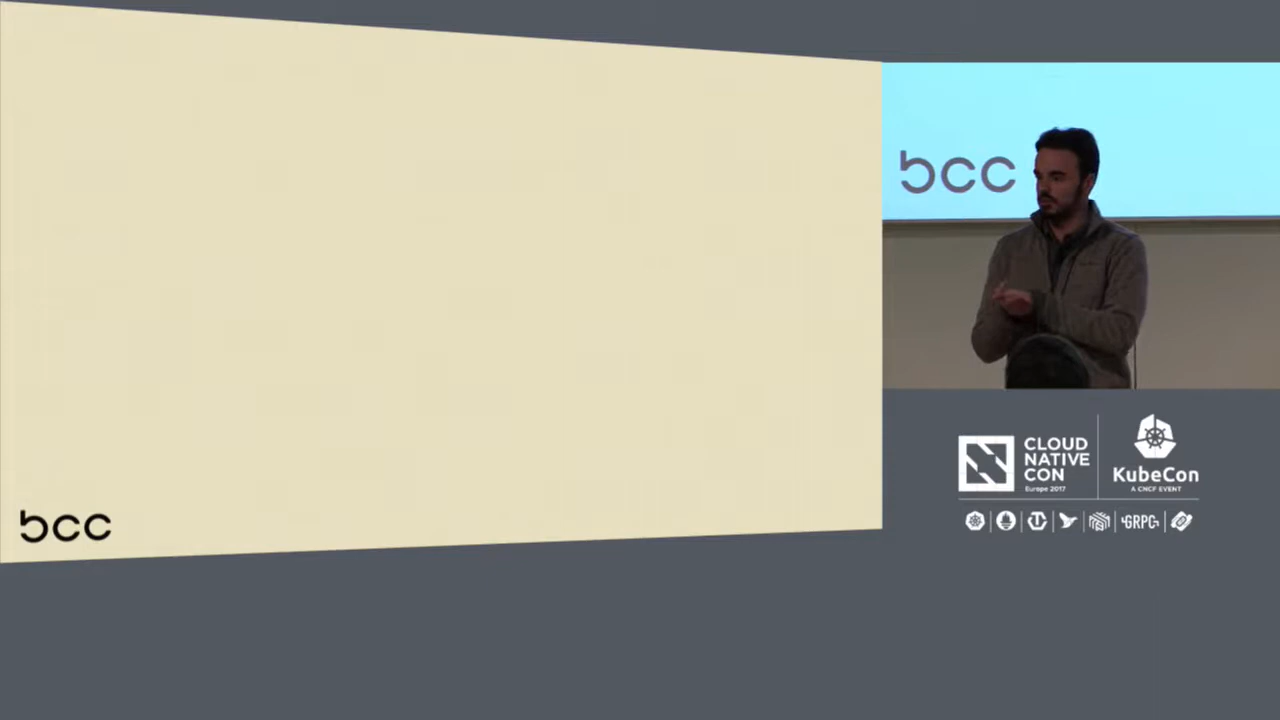 bcc
bcc
CLOUD
NATIVE
CON
Europe 2017
KubeCon
A CNCF EVENT
GRPC